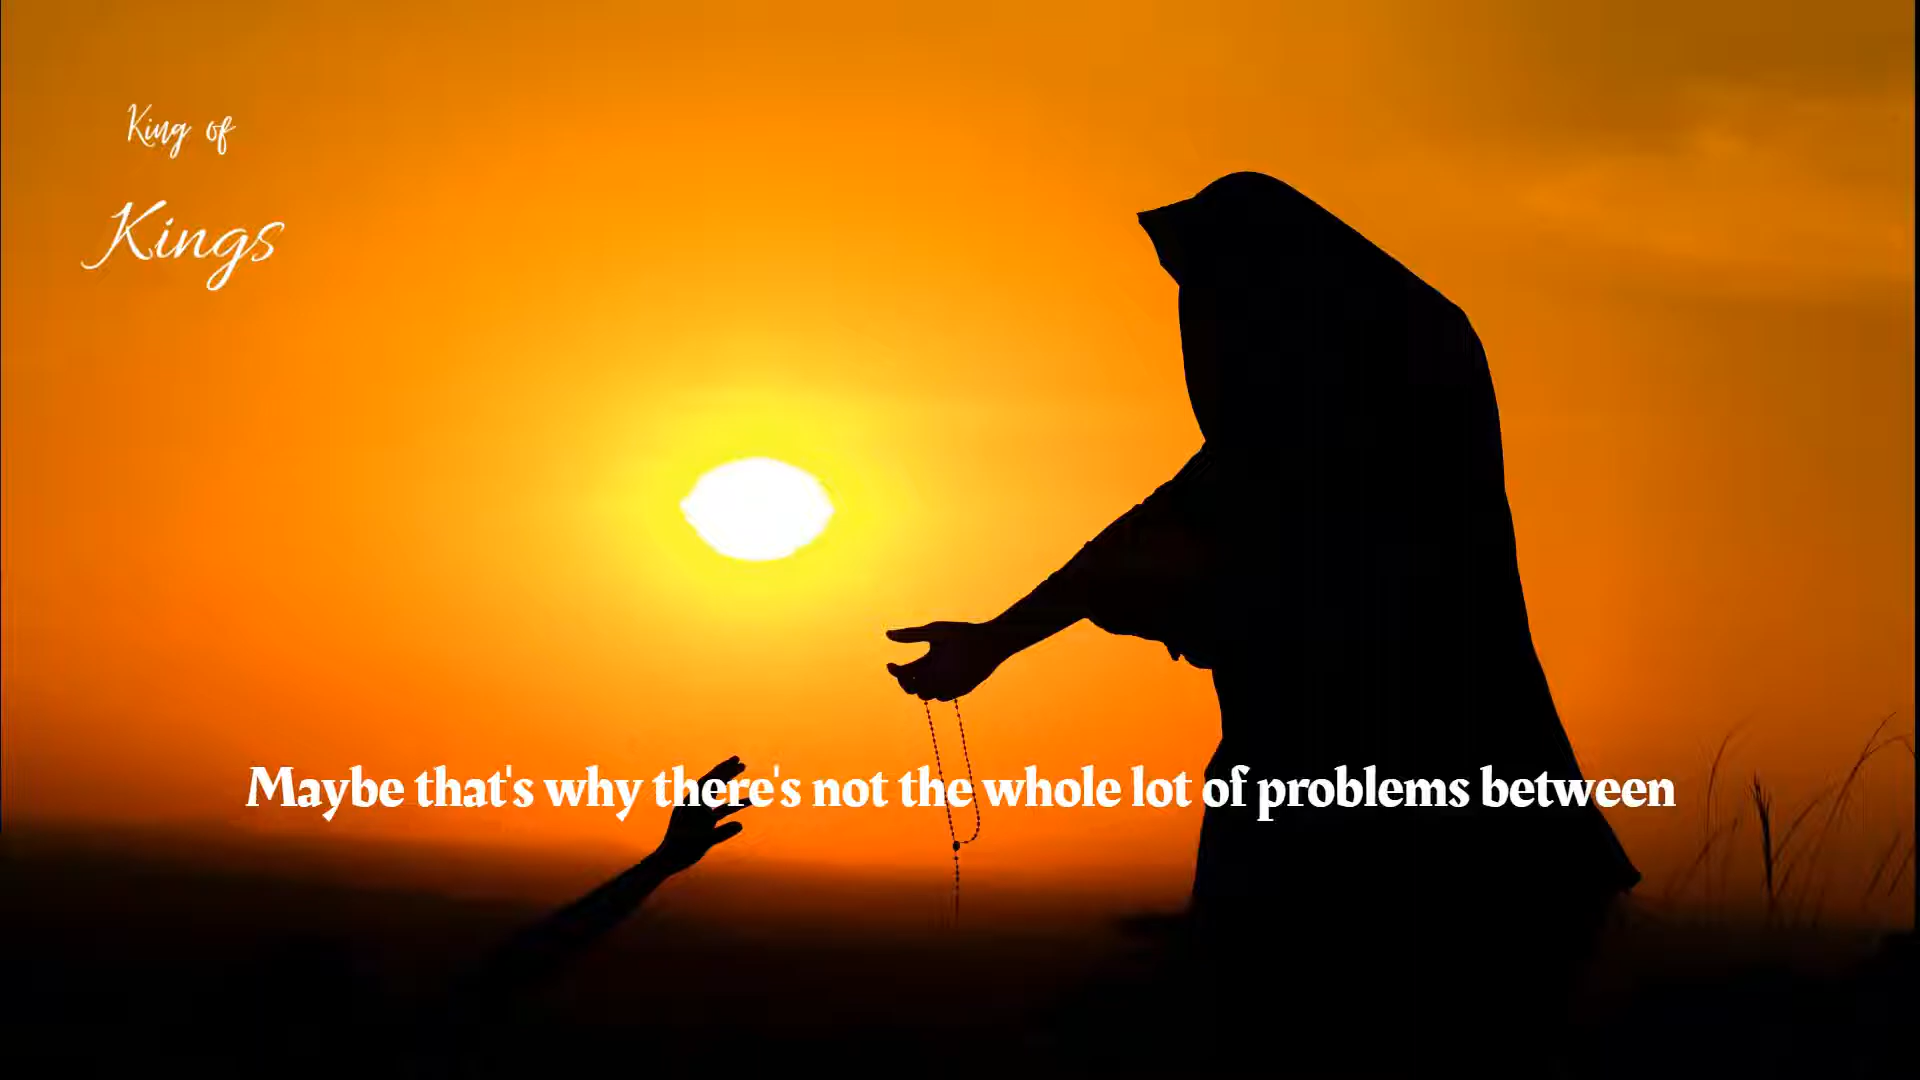 King of
Kings
Maybe that's why there's not the whole lot of problems between